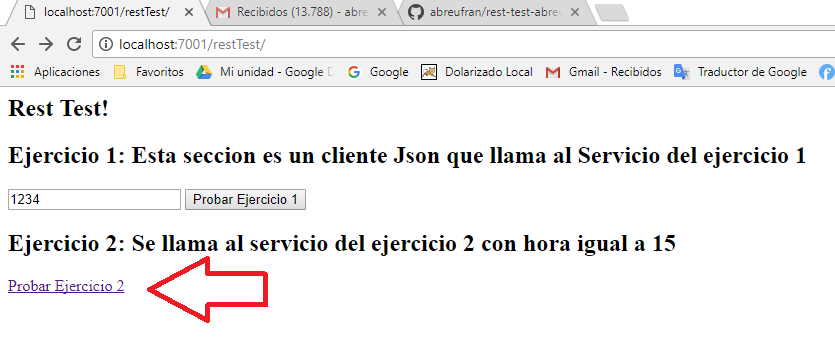 localhost:7001/restTest/
Recibidos (13.788) - abre
abreufran/rest-test-abreu
localhost:7001/restTest/
Aplicaciones Favoritos Mi unidad - Google D Google Dolarizado Local Gmail - Recibidos Traductor de Google
Rest Test!
Ejercicio 1: Esta seccion es un cliente Json que llama al Servicio del ejercicio 1
1234 Probar Ejercicio 1
Ejercicio 2: Se llama al servicio del ejercicio 2 con hora igual a 15
Probar Ejercicio 2